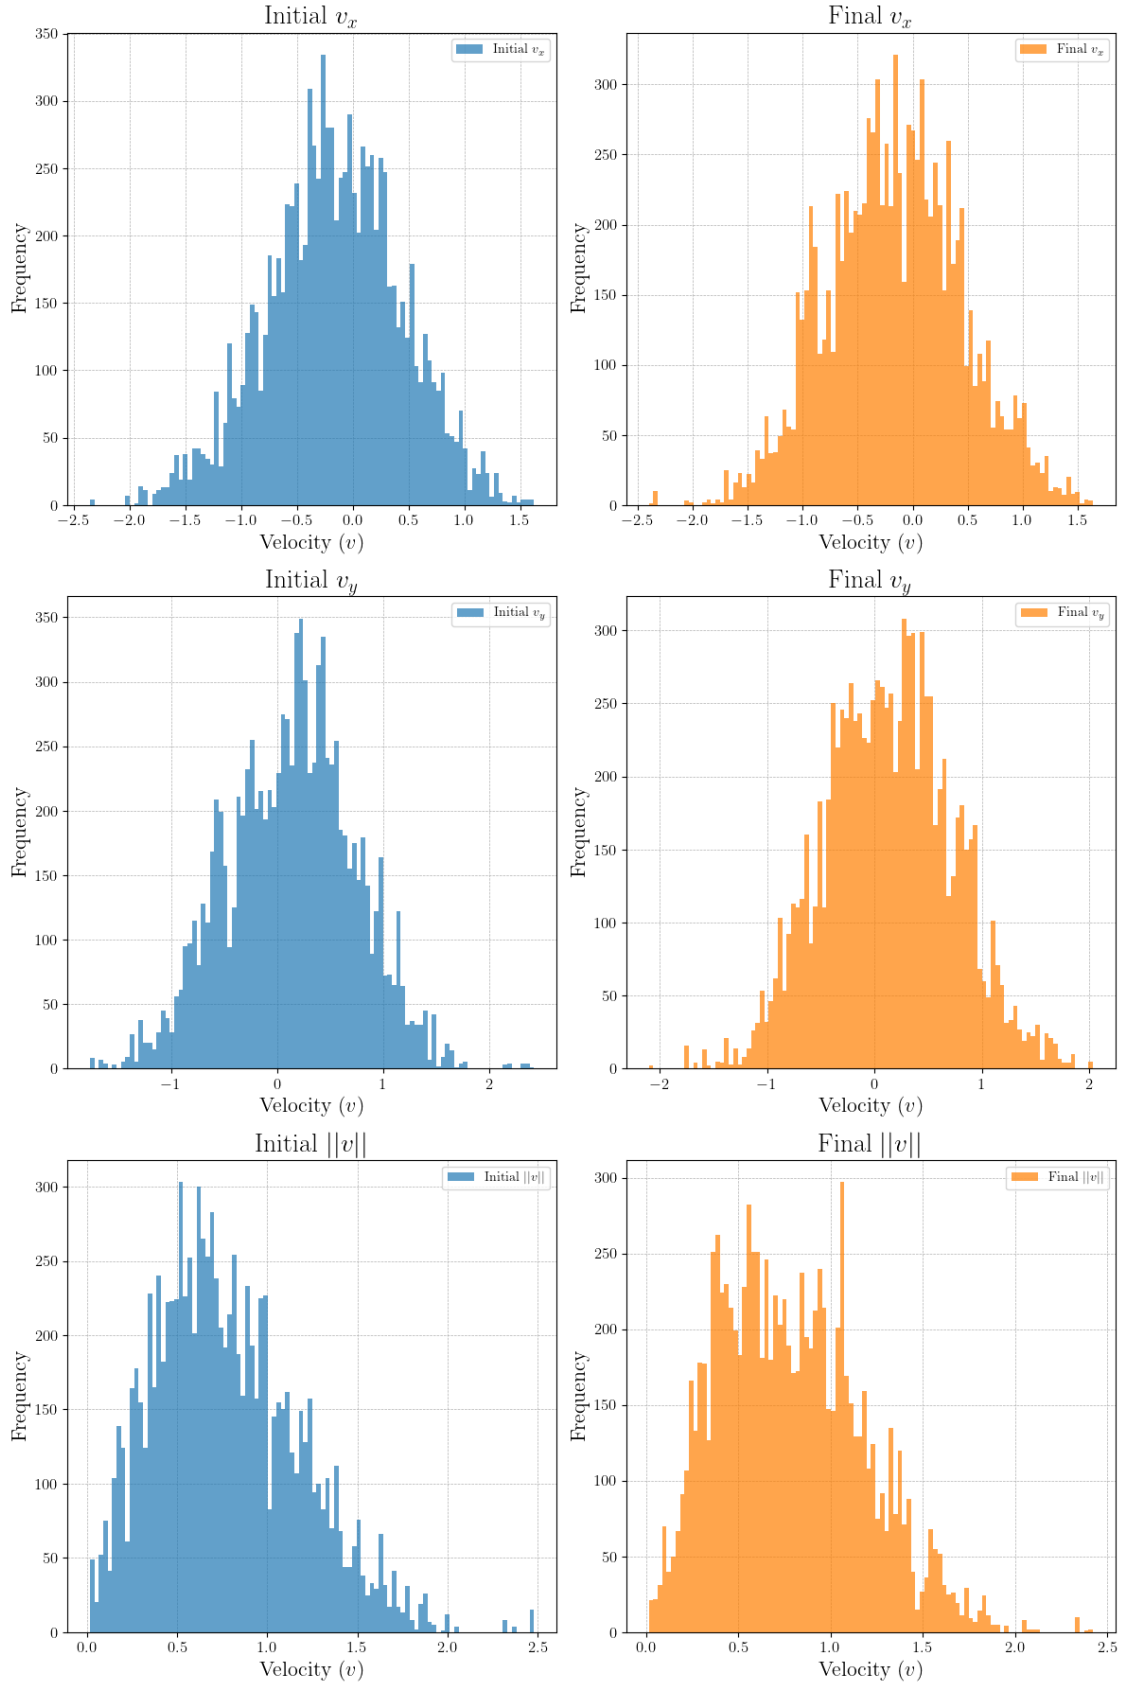 Initial v_x
Frequency
350
300
250
200
150
100
50
0
Initial v_x
−2.5 −2.0 −1.5 −1.0 −0.5 0.0 0.5 1.0 1.5
Velocity (v)
Final v_x
Frequency
300
250
200
150
100
50
0
Final v_x
−2.5 −2.0 −1.5 −1.0 −0.5 0.0 0.5 1.0 1.5
Velocity (v)
Initial v_y
Frequency
350
300
250
200
150
100
50
0
Initial v_y
−1 0 1 2
Velocity (v)
Final v_y
Frequency
300
250
200
150
100
50
0
Final v_y
−2 −1 0 1 2
Velocity (v)
Initial ||v||
Frequency
300
250
200
150
100
50
0
Initial ||v||
0.0 0.5 1.0 1.5 2.0 2.5
Velocity (v)
Final ||v||
Frequency
300
250
200
150
100
50
0
Final ||v||
0.0 0.5 1.0 1.5 2.0 2.5
Velocity (v)